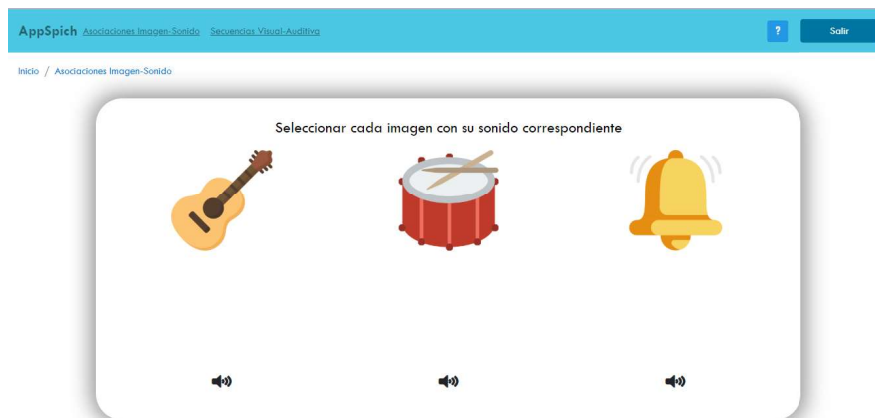 AppSpich Asociaciones Imagen-Sonido Secuencias Visual-Auditiva ? Salir
Inicio / Asociaciones Imagen-Sonido
Seleccionar cada imagen con su sonido correspondiente